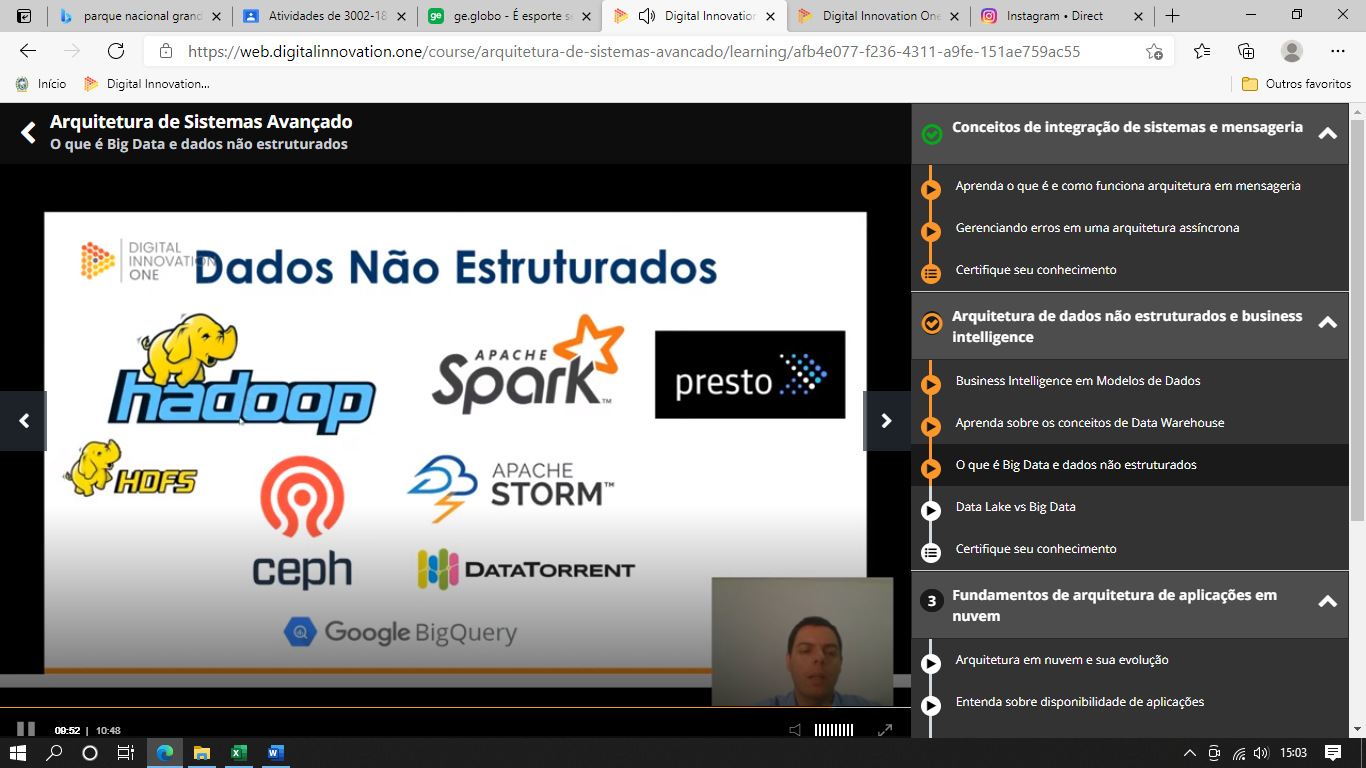 parque nacional grand
Atividades de 3002-18
ge.globo - É esporte s
Digital Innovation
Digital Innovation One
Instagram • Direct
https://web.digitalinnovation.one/course/arquitetura-de-sistemas-avancado/learning/afb4e077-f236-4311-a9fe-151ae759ac55
Início
Digital Innovation...
Outros favoritos
Arquitetura de Sistemas Avançado
O que é Big Data e dados não estruturados
DIGITAL
INNOVATION
ONE
Dados Não Estruturados
hadoop
APACHE
Spark™
presto
HDFS
ceph
APACHE
STORM™
DATATORRENT
Google BigQuery
09:52 | 10:48
Conceitos de integração de sistemas e mensageria
Aprenda o que é e como funciona arquitetura em mensageria
Gerenciando erros em uma arquitetura assíncrona
Certifique seu conhecimento
Arquitetura de dados não estruturados e business
intelligence
Business Intelligence em Modelos de Dados
Aprenda sobre os conceitos de Data Warehouse
O que é Big Data e dados não estruturados
Data Lake vs Big Data
Certifique seu conhecimento
3
Fundamentos de arquitetura de aplicações em
nuvem
Arquitetura em nuvem e sua evolução
Entenda sobre disponibilidade de aplicações
15:03